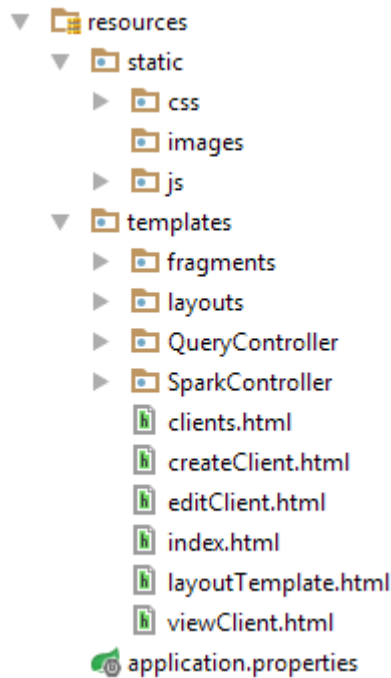 resources
static
css
images
js
templates
fragments
layouts
QueryController
SparkController
clients.html
createClient.html
editClient.html
index.html
layoutTemplate.html
viewClient.html
application.properties